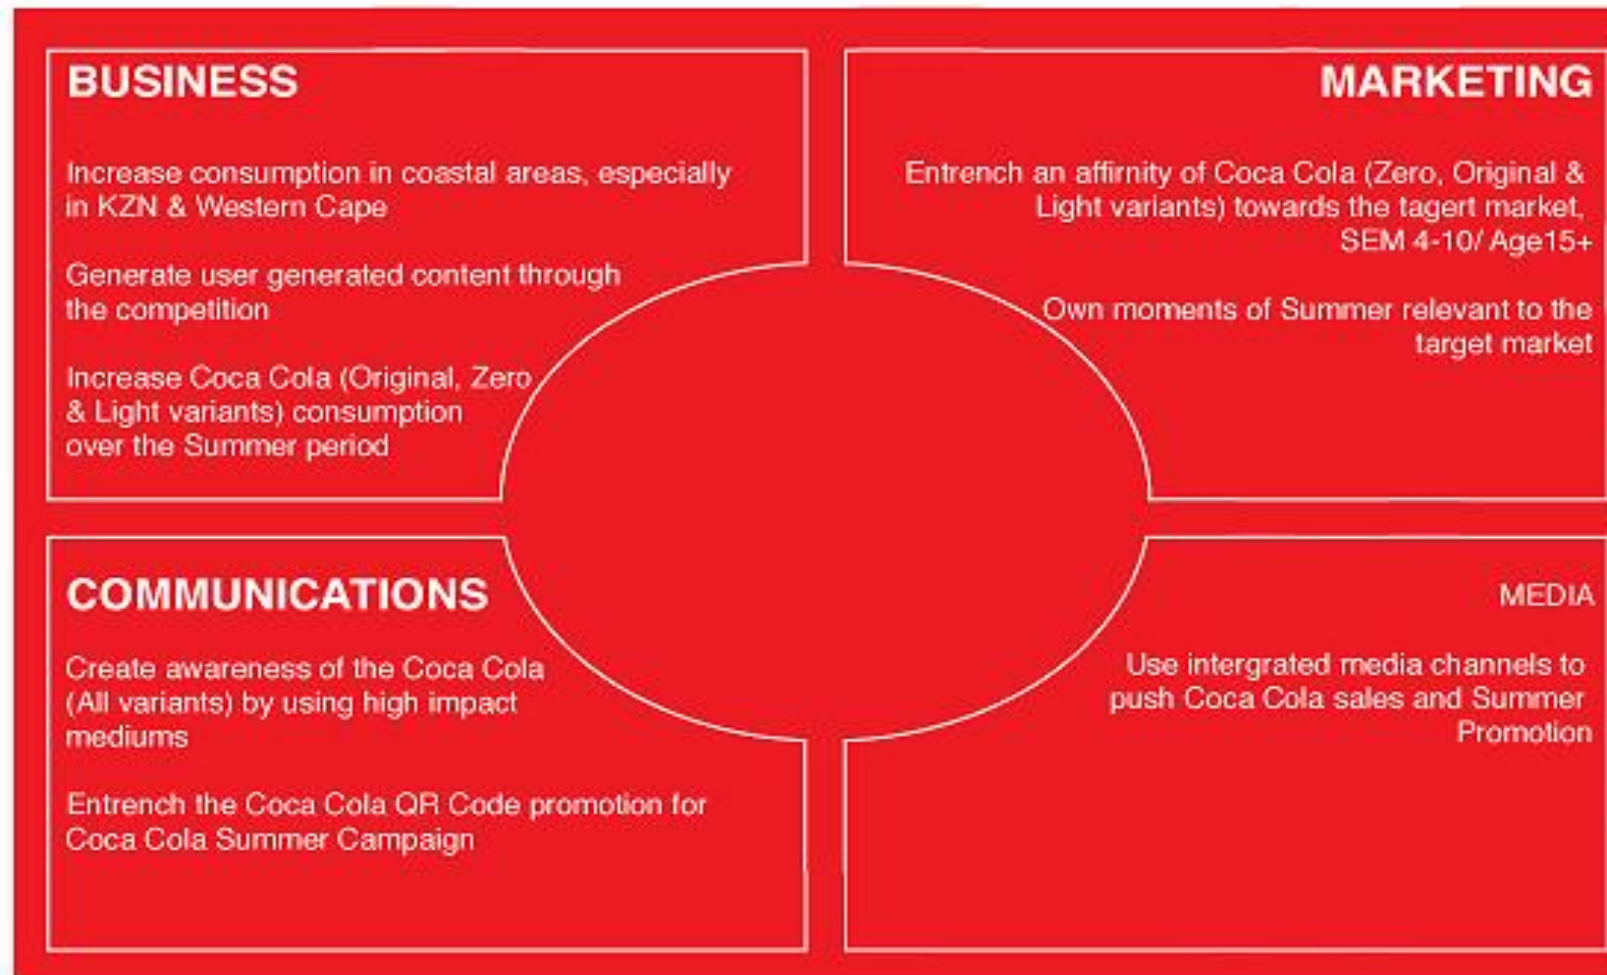 BUSINESS
Increase consumption in coastal areas, especially
in KZN & Western Cape
Generate user generated content through
the competition
Increase Coca Cola (Original, Zero
& Light variants) consumption
over the Summer period
MARKETING
Entrench an affirnity of Coca Cola (Zero, Original &
Light variants) towards the tagert market,
SEM 4-10/ Age15+
Own moments of Summer relevant to the
target market
COMMUNICATIONS
Create awareness of the Coca Cola
(All variants) by using high impact
mediums
Entrench the Coca Cola QR Code promotion for
Coca Cola Summer Campaign
MEDIA
Use intergrated media channels to
push Coca Cola sales and Summer
Promotion